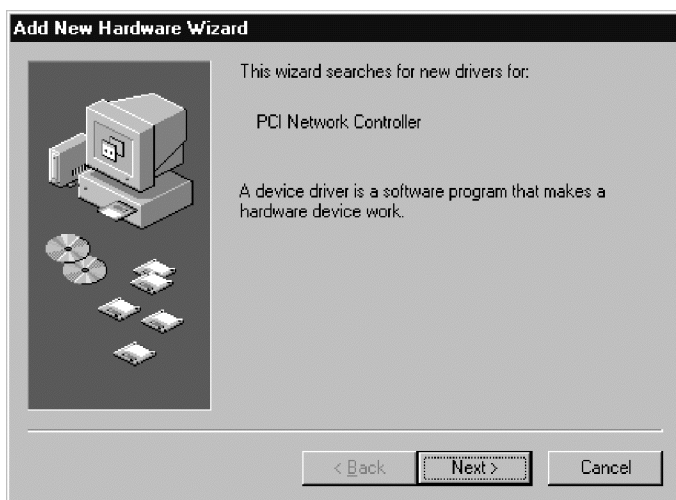 Add New Hardware Wizard
This wizard searches for new drivers for:
PCI Network Controller
A device driver is a software program that makes a
hardware device work.
< Back
Next >
Cancel